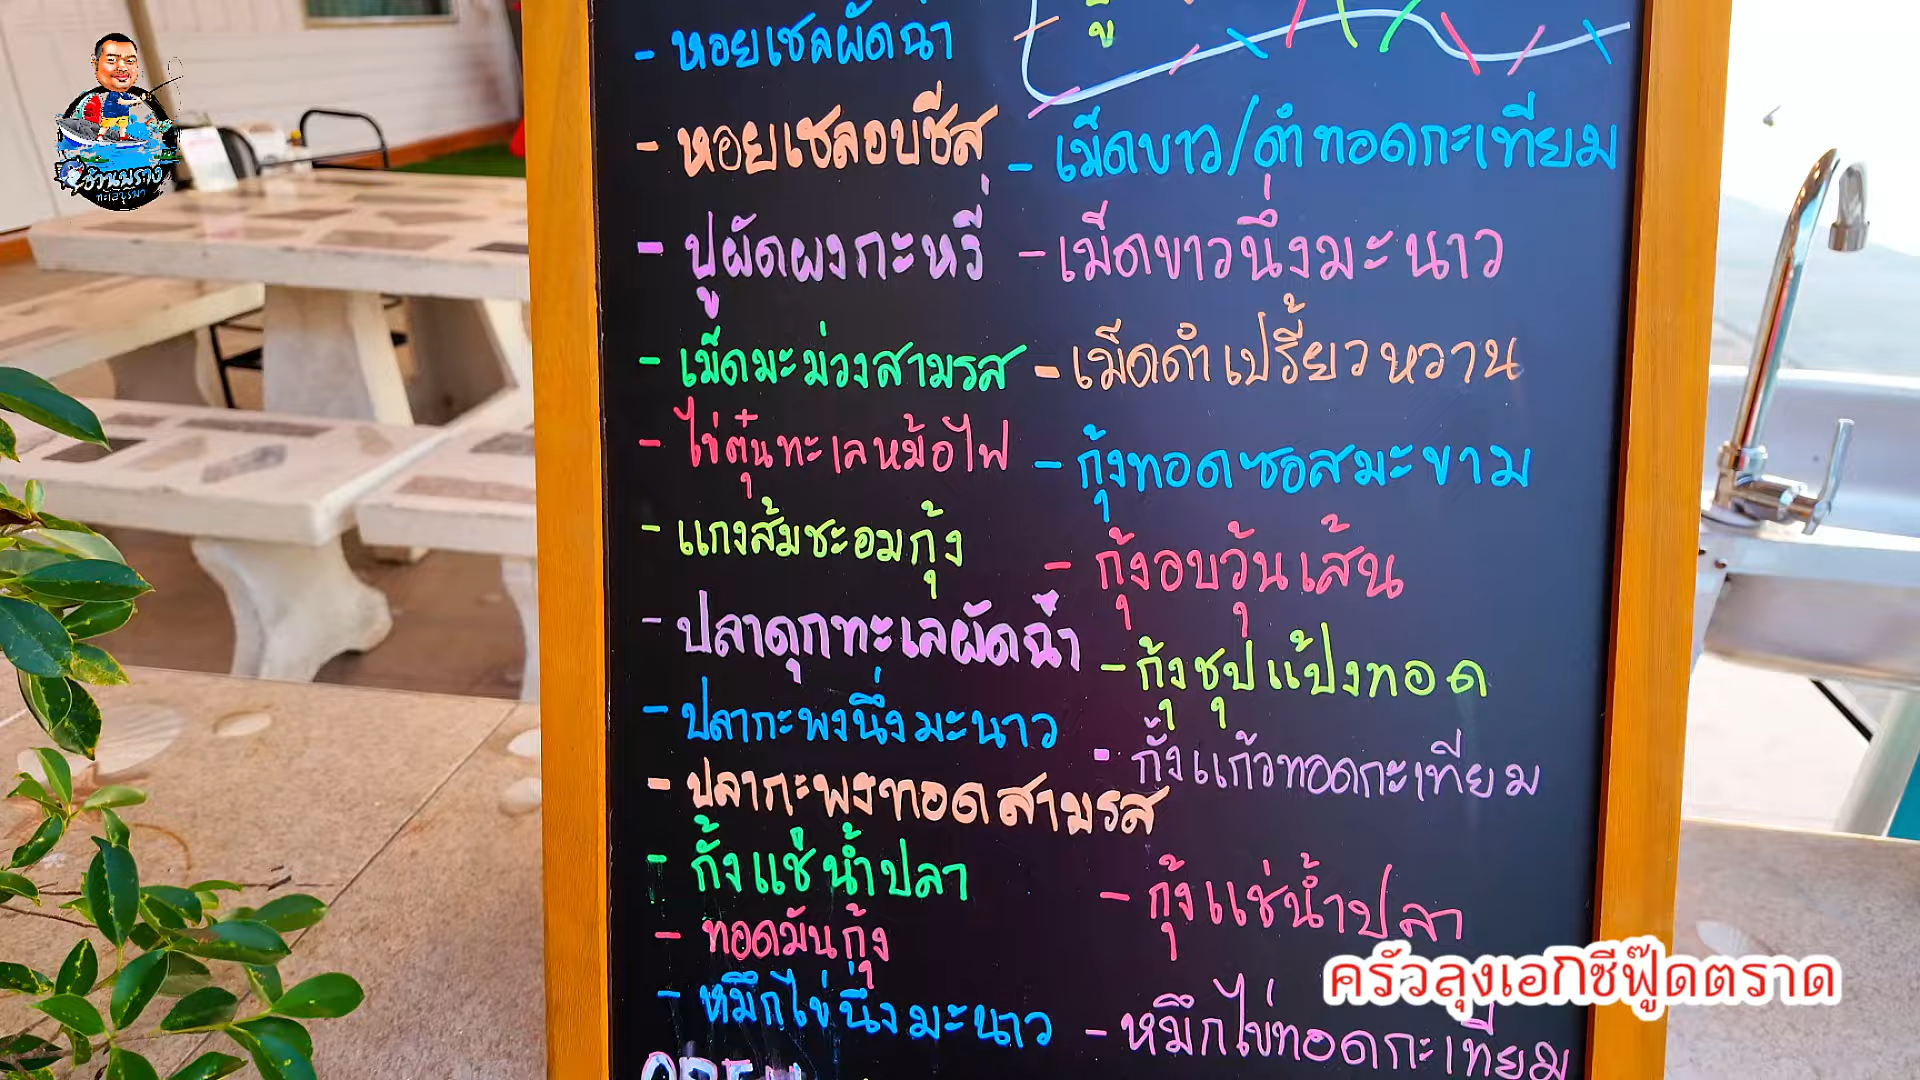 - หอยเชลผัดฉ่า
- หอยเชลอบชีส
- ปูผัดผงกะหรี่
- เม็ดมะม่วงสามรส
- ไข่ตุ๋นทะเลหม้อไฟ
- แกงส้มชะอมกุ้ง
- ปลาดุกทะเลผัดฉ่ำ
- ปลากะพงนึ่งมะนาว
- ปลากะพงทอดสามรส
- กั้งแช่น้ำปลา
- ทอดมันกุ้ง
- หมึกไข่นึ่งมะนาว
OPEN
- เม็ดขาว/ดำทอดกะเทียม
- เม็ดขาวนึ่งมะนาว
- เม็ดดำเปรี้ยวหวาน
- กุ้งทอดซอสมะขาม
- กุ้งอบวุ้นเส้น
- กุ้งชุปแป้งทอด
- กั้งแก้วทอดกะเทียม
- กุ้งแช่น้ำปลา
- หมึกไข่ทอดกะเทียม
ครัวลุงเอกซีฟู๊ดตราด